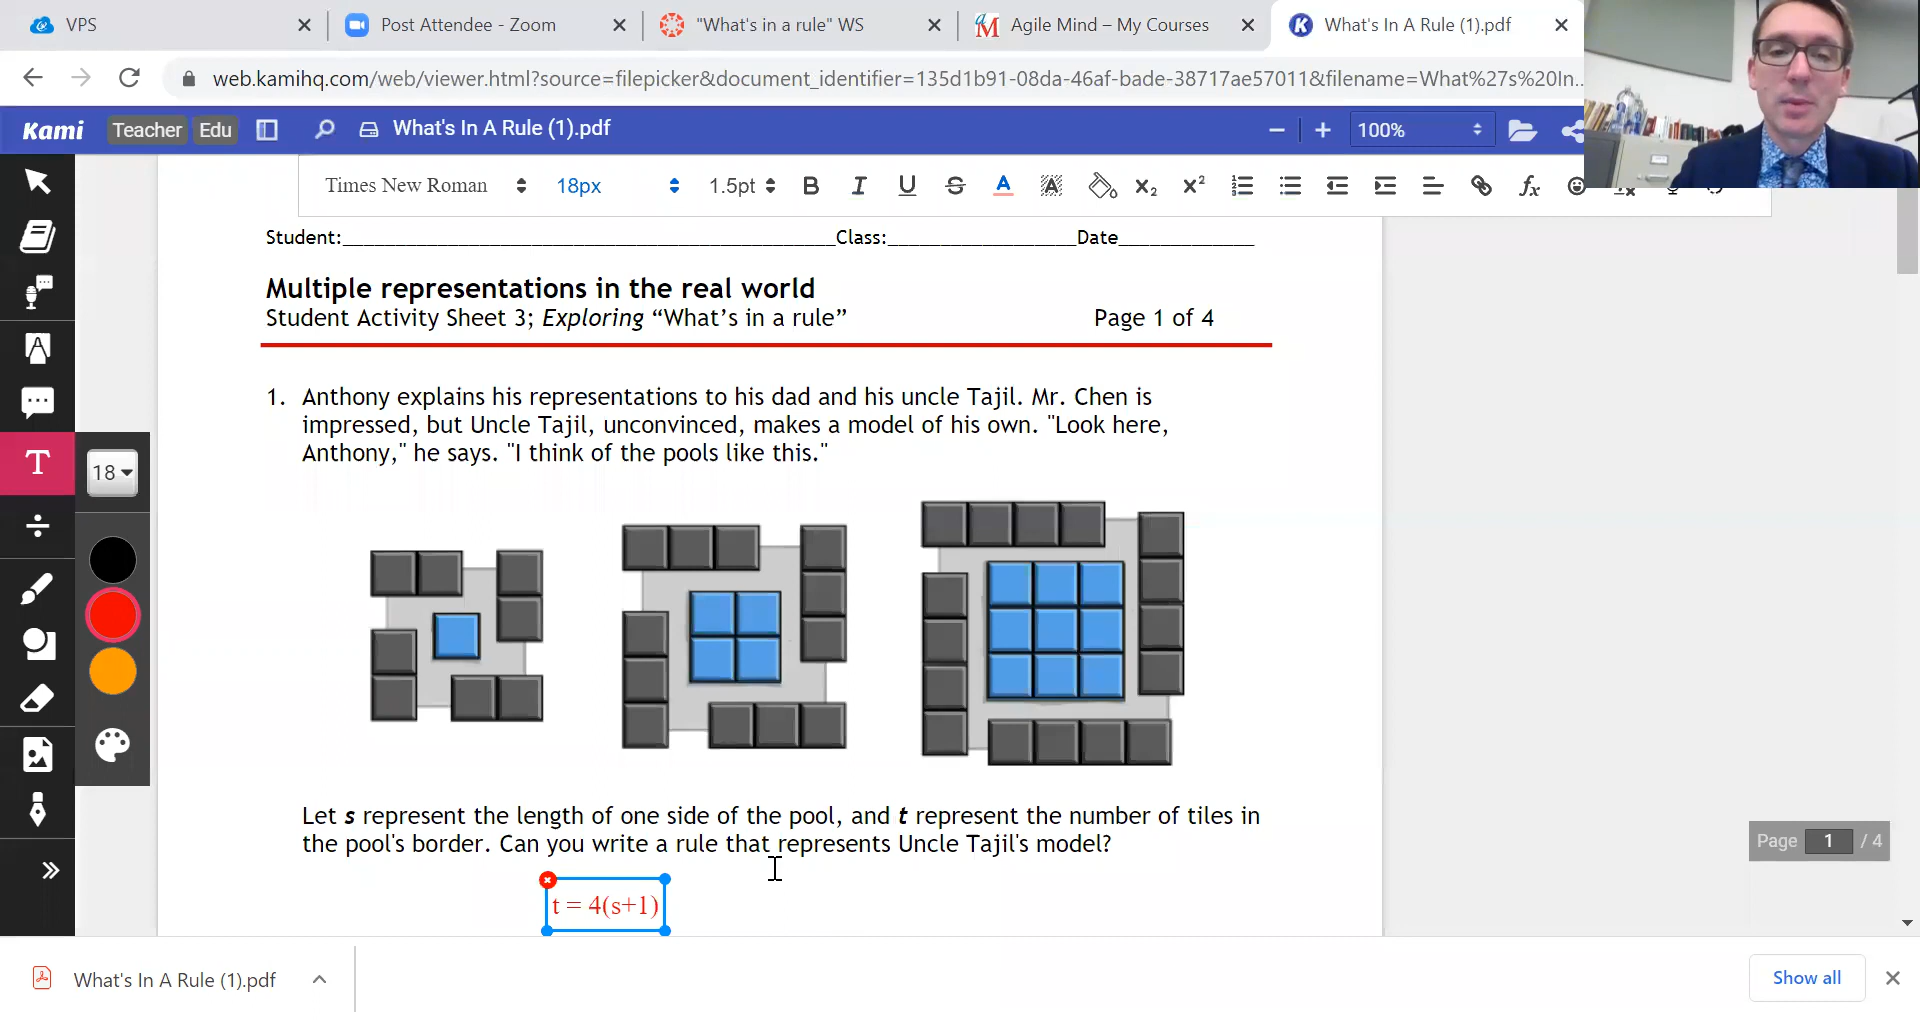 VPS
Post Attendee - Zoom
"What's in a rule" WS
Agile Mind – My Courses
What's In A Rule (1).pdf
web.kamihq.com/web/viewer.html?source=filepicker&document_identifier=135d1b91-08da-46af-bade-38717ae57011&filename=What%27s%20In...
Kami Teacher Edu What's In A Rule (1).pdf 100%
Times New Roman 18px 1.5pt B I U S A A X₂ X² fx
Student:_____ Class:_____ Date_____
Multiple representations in the real world
Student Activity Sheet 3; Exploring “What’s in a rule” Page 1 of 4
1. Anthony explains his representations to his dad and his uncle Tajil. Mr. Chen is
impressed, but Uncle Tajil, unconvinced, makes a model of his own. "Look here,
Anthony," he says. "I think of the pools like this."
T
18
Let s represent the length of one side of the pool, and t represent the number of tiles in
the pool's border. Can you write a rule that represents Uncle Tajil's model?
Page 1 / 4
t = 4(s+1)
What's In A Rule (1).pdf
Show all